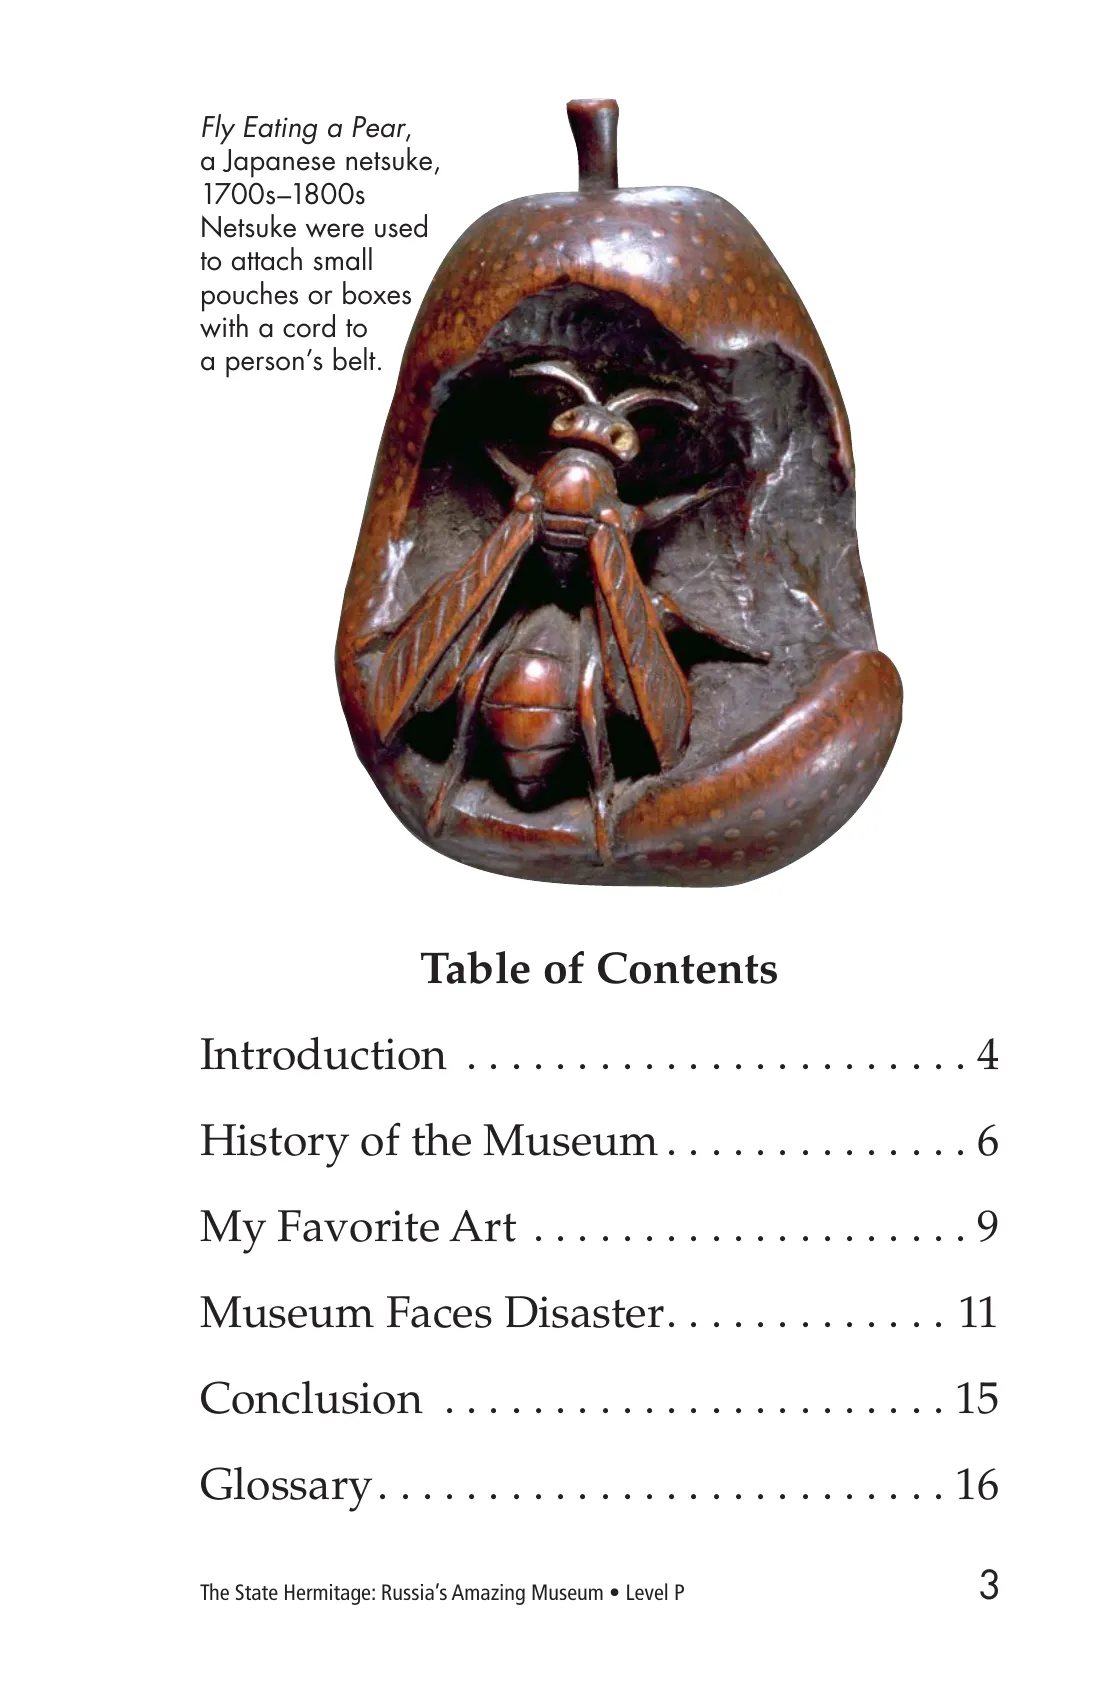 Fly Eating a Pear,
a Japanese netsuke,
1700s–1800s
Netsuke were used
to attach small
pouches or boxes
with a cord to
a person's belt.
Table of Contents
Introduction . . . . . . . . . . . . . . . . . . . . . . . 4
History of the Museum . . . . . . . . . . . . . . 6
My Favorite Art . . . . . . . . . . . . . . . . . . . . 9
Museum Faces Disaster. . . . . . . . . . . . . 11
Conclusion . . . . . . . . . . . . . . . . . . . . . . . 15
Glossary . . . . . . . . . . . . . . . . . . . . . . . . . . 16
The State Hermitage: Russia's Amazing Museum • Level P 3